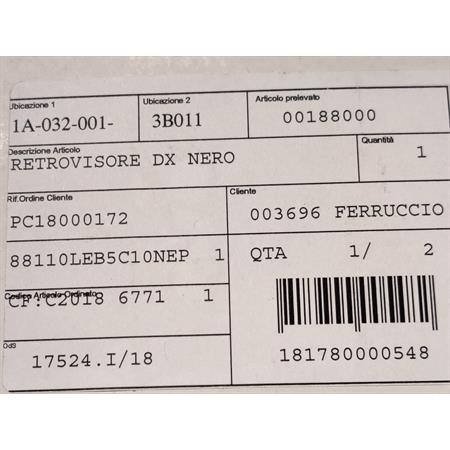 Ubicazione 1
Ubicazione 2
Articolo prelevato
1A-032-001-
3B011
00188000
Descrizione Articolo
Quantità
RETROVISORE DX NERO
1
Rif.Ordine Cliente
Cliente
PC18000172
003696 FERRUCCIO
88110LEB5C10NEP 1
QTA 1/ 2
Codice Articolo Ordinato
CF:C2018 6771 1
OdS
17524.I/18
181780000548